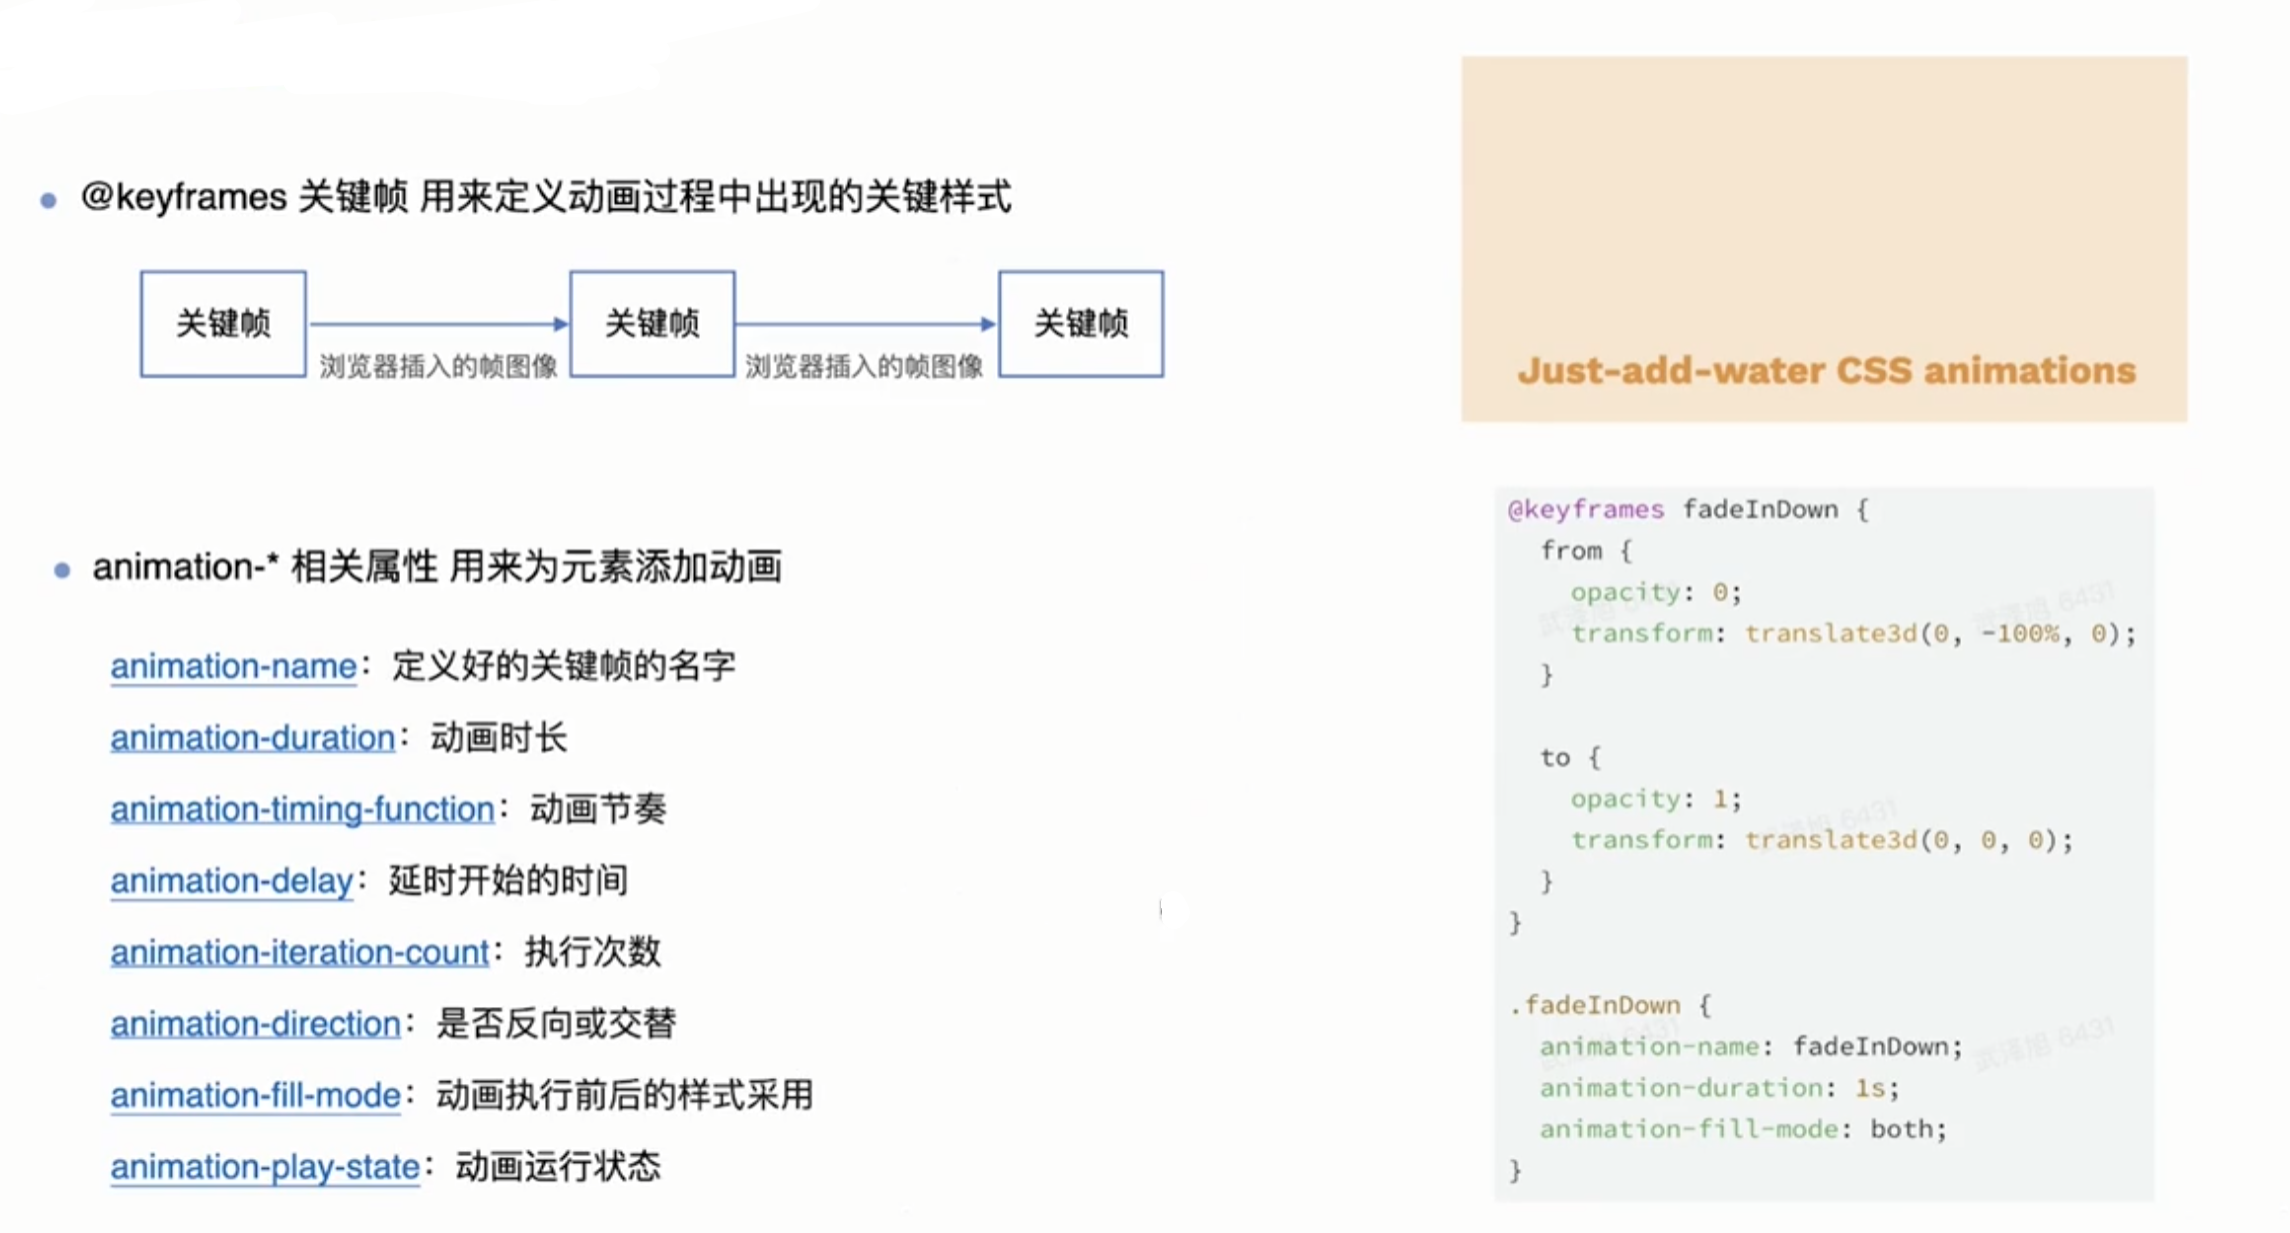 @keyframes 关键帧 用来定义动画过程中出现的关键样式
关键帧
浏览器插入的帧图像
关键帧
浏览器插入的帧图像
关键帧
animation-* 相关属性 用来为元素添加动画
animation-name：定义好的关键帧的名字
animation-duration：动画时长
animation-timing-function：动画节奏
animation-delay：延时开始的时间
animation-iteration-count：执行次数
animation-direction：是否反向或交替
animation-fill-mode：动画执行前后的样式采用
animation-play-state：动画运行状态
Just-add-water CSS animations
@keyframes fadeInDown {
from {
opacity: 0;
transform: translate3d(0, -100%, 0);
}
to {
opacity: 1;
transform: translate3d(0, 0, 0);
}
}
.fadeInDown {
animation-name: fadeInDown;
animation-duration: 1s;
animation-fill-mode: both;
}
武泽旭 6431
武泽旭 6431